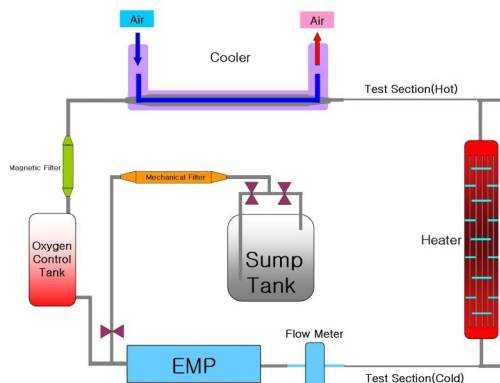 Air
Air
Cooler
Test Section(Hot)
Magnetic Filter
Mechanical Filter
Oxygen
Control
Tank
Sump
Tank
Heater
Flow Meter
EMP
Test Section(Cold)